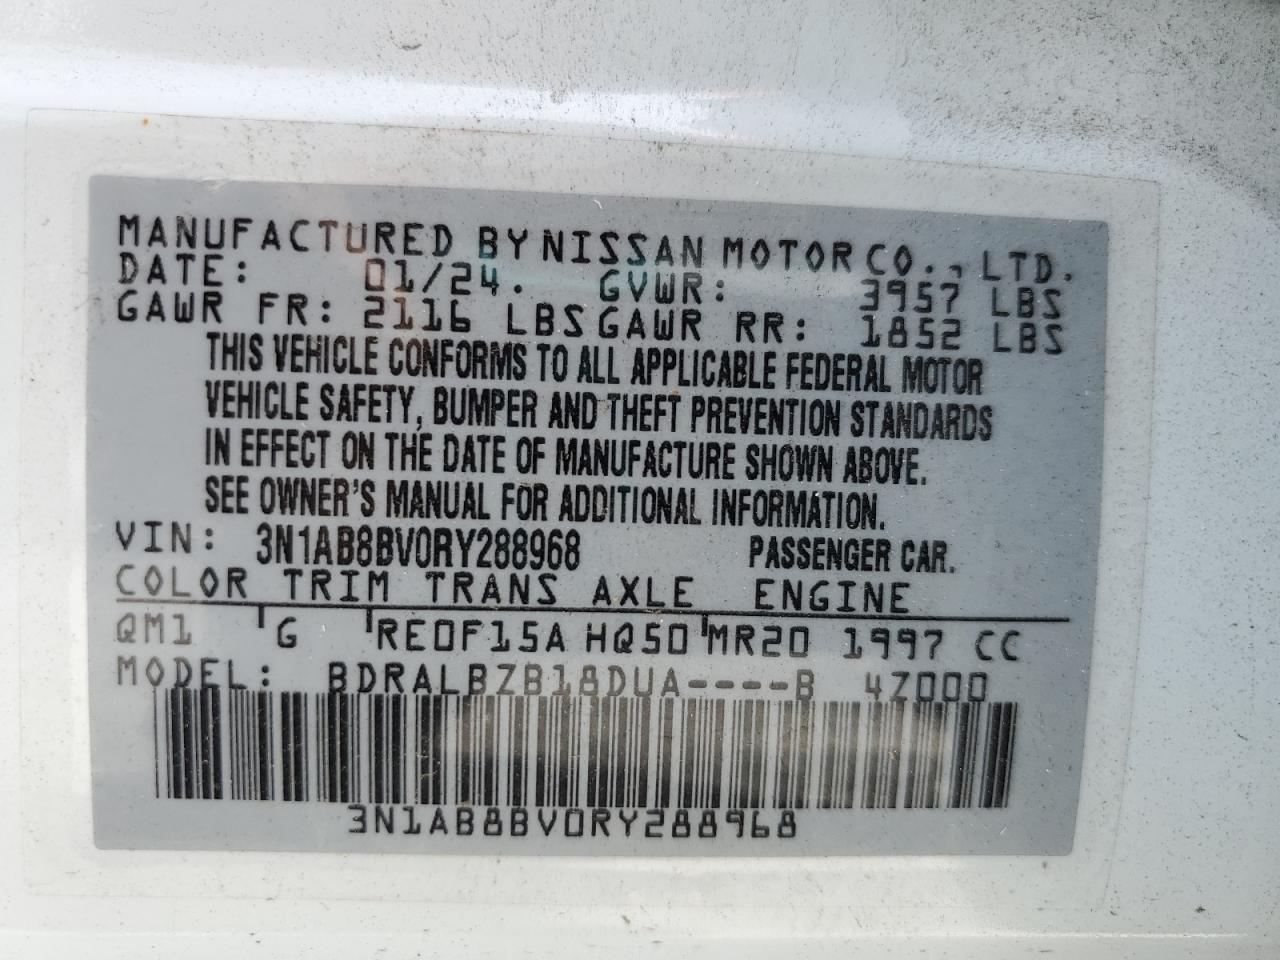 MANUFACTURED BY NISSAN MOTOR CO., LTD.
DATE: 01/24. GVWR: 3957 LBS
GAWR FR: 2116 LBS GAWR RR: 1852 LBS
THIS VEHICLE CONFORMS TO ALL APPLICABLE FEDERAL MOTOR
VEHICLE SAFETY, BUMPER AND THEFT PREVENTION STANDARDS
IN EFFECT ON THE DATE OF MANUFACTURE SHOWN ABOVE.
SEE OWNER'S MANUAL FOR ADDITIONAL INFORMATION.
VIN: 3N1AB8BV0RY288968 PASSENGER CAR.
COLOR TRIM TRANS AXLE ENGINE
QM1 G RE0F15A HQ50 MR20 1997 CC
MODEL: BDRALBZB18DUA----B 4Z000
3N1AB8BV0RY288968